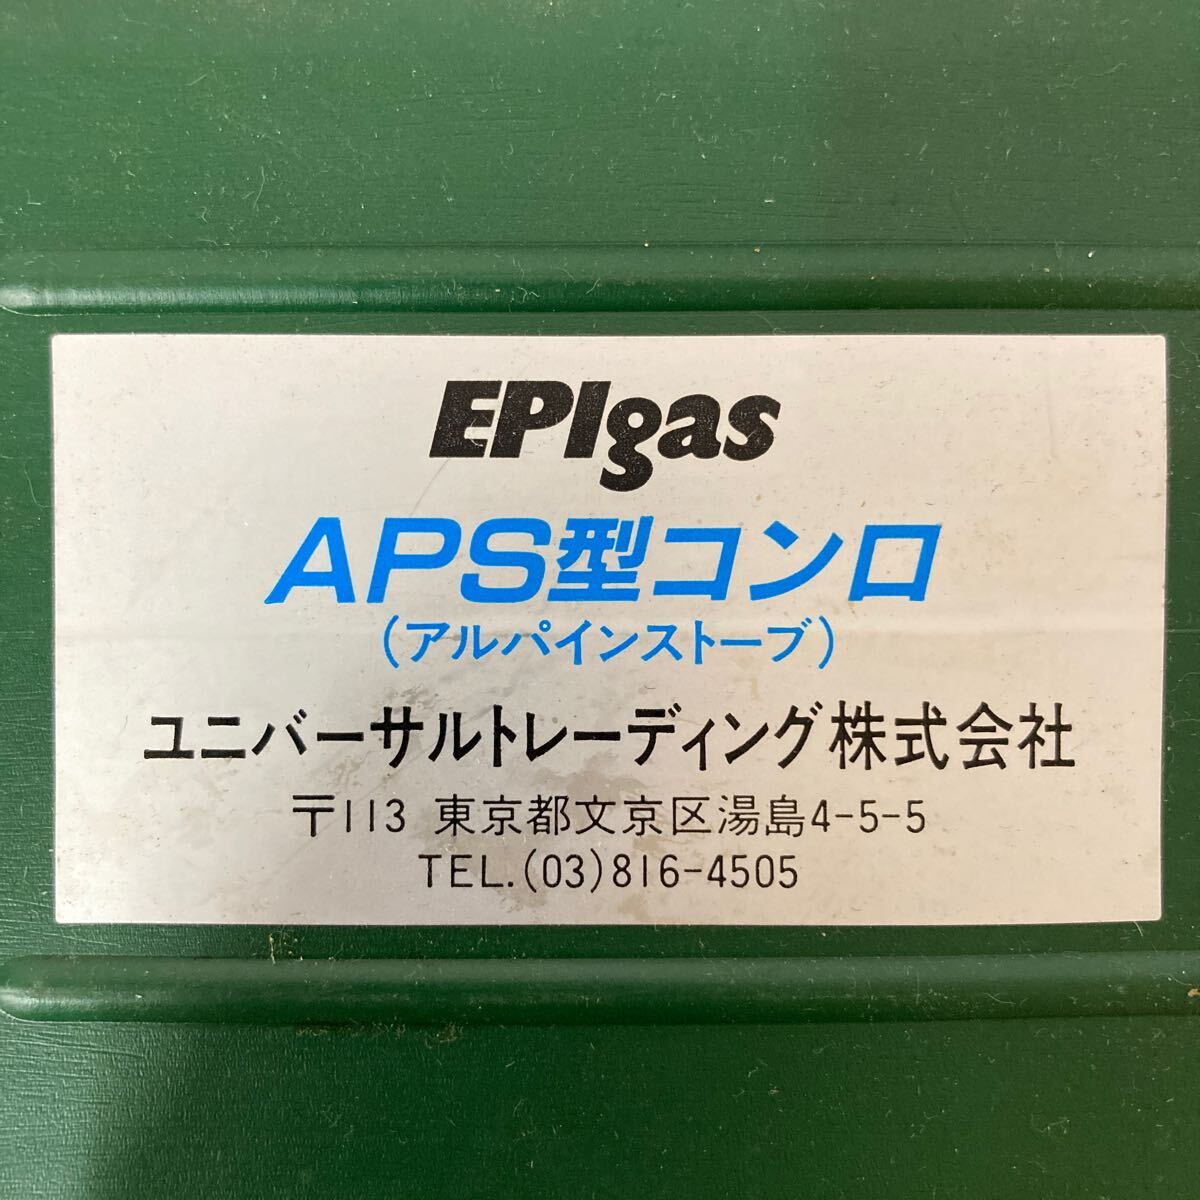 EPIgas
APS型コンロ
(アルパインストーブ)
ユニバーサルトレーディング株式会社
〒113 東京都文京区湯島4-5-5
TEL.(03)816-4505